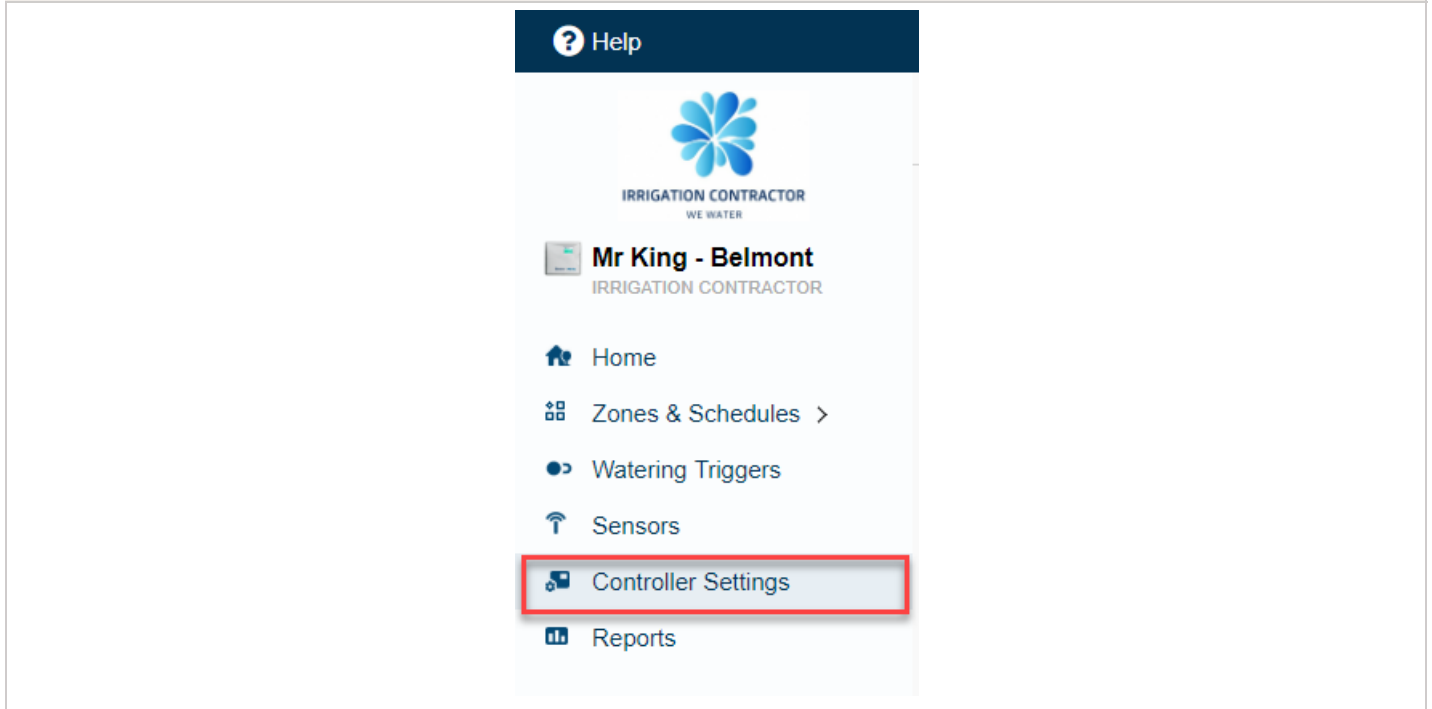 Help
IRRIGATION CONTRACTOR
WE WATER
Mr King - Belmont
IRRIGATION CONTRACTOR
Home
Zones & Schedules >
Watering Triggers
Sensors
Controller Settings
Reports